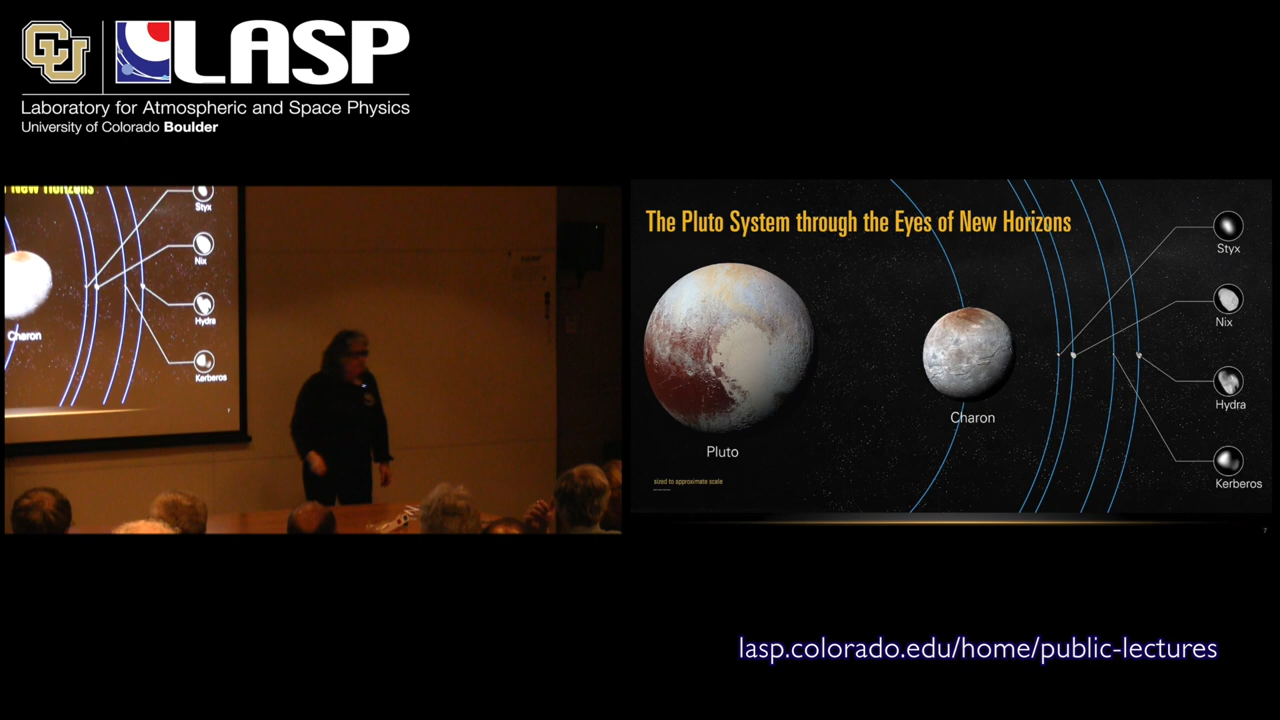 CU
LASP
Laboratory for Atmospheric and Space Physics
University of Colorado Boulder
New Horizons
Styx
Nix
Hydra
Charon
Kerberos
7
The Pluto System through the Eyes of New Horizons
Styx
Nix
Hydra
Charon
Pluto
Kerberos
sized to approximate scale
7
lasp.colorado.edu/home/public-lectures